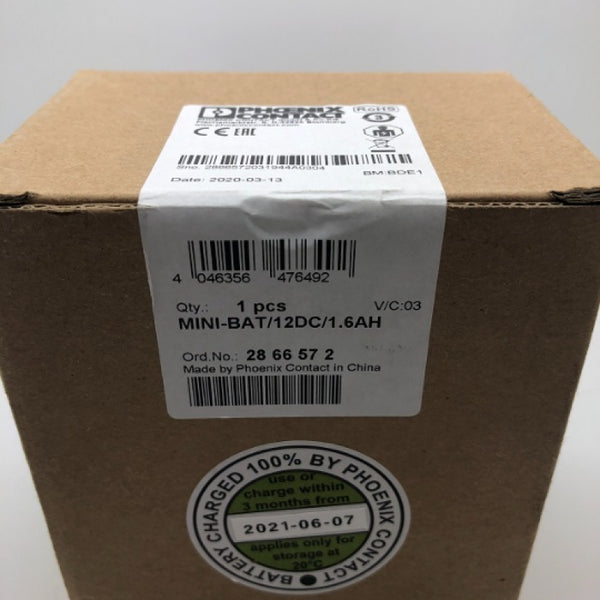 PHOENIX
CONTACT
RoHS
CE EAC
Sno. 2866572031944A0304
Date: 2020-03-13
BM:BDE1
4 046356 476492
Qty.: 1 pcs V/C:03
MINI-BAT/12DC/1.6AH
Ord.No.: 28 66 57 2
Made by Phoenix Contact in China
BATTERY CHARGED 100% BY PHOENIX CONTACT
use or
charge within
3 months from
2021-06-07
applies only for
storage at
20°C